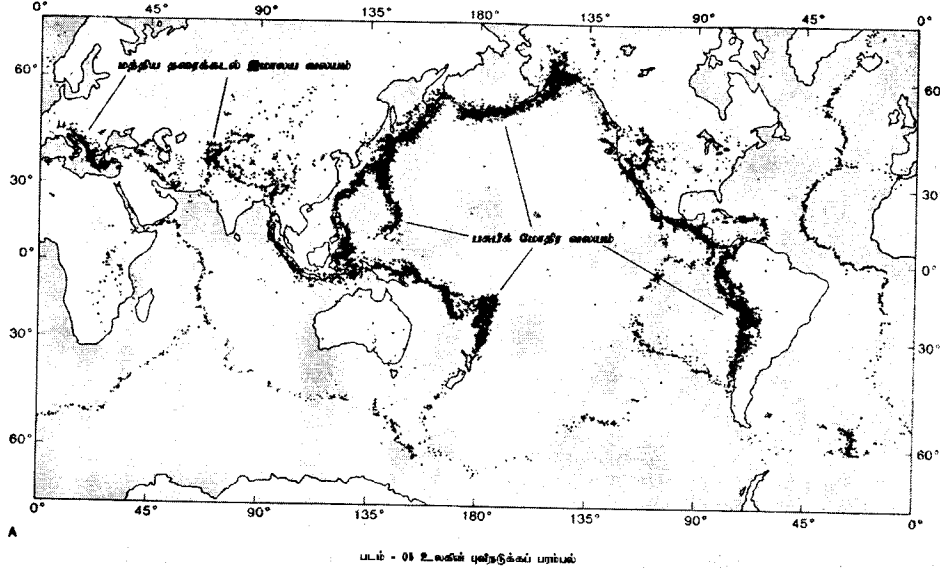 0° 45° 90° 135° 180° 135° 90° 45° 0°
மத்திய தரைக்கடல் இமாலய வலயம்
60° 60
30° 30
பசுபிக் மோதிர வலயம்
0° 0°
30° 30°
60° 60°
0° 45° 90° 135° 180° 135° 90° 45° 0°
A
படம் - 01 உலகின் புவிநடுக்கப் பரம்பல்